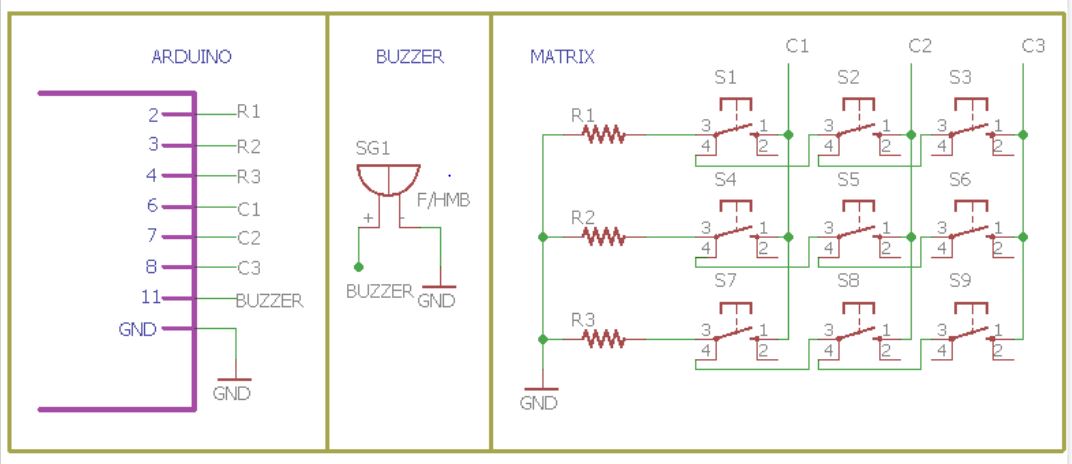 ARDUINO
2 R1
3 R2
4 R3
6 C1
7 C2
8 C3
11 BUZZER
GND
GND
BUZZER
SG1
F/HMB
+ -
BUZZER GND
MATRIX C1 C2 C3
S1 S2 S3
R1 3 1 3 1 3 1
4 2 4 2 4 2
S4 S5 S6
R2 3 1 3 1 3 1
4 2 4 2 4 2
S7 S8 S9
R3 3 1 3 1 3 1
4 2 4 2 4 2
GND